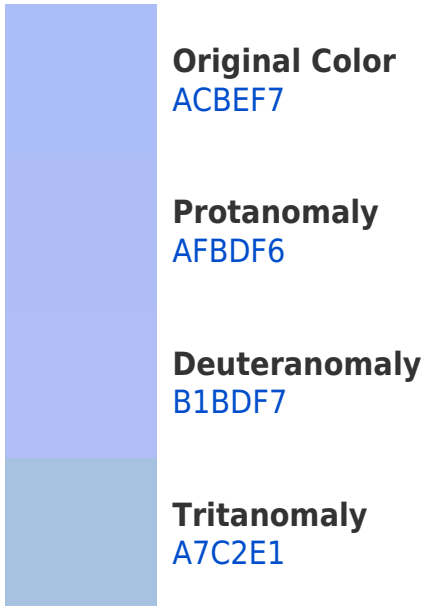 Original Color
ACBEF7
Protanomaly
AFBDF6
Deuteranomaly
B1BDF7
Tritanomaly
A7C2E1